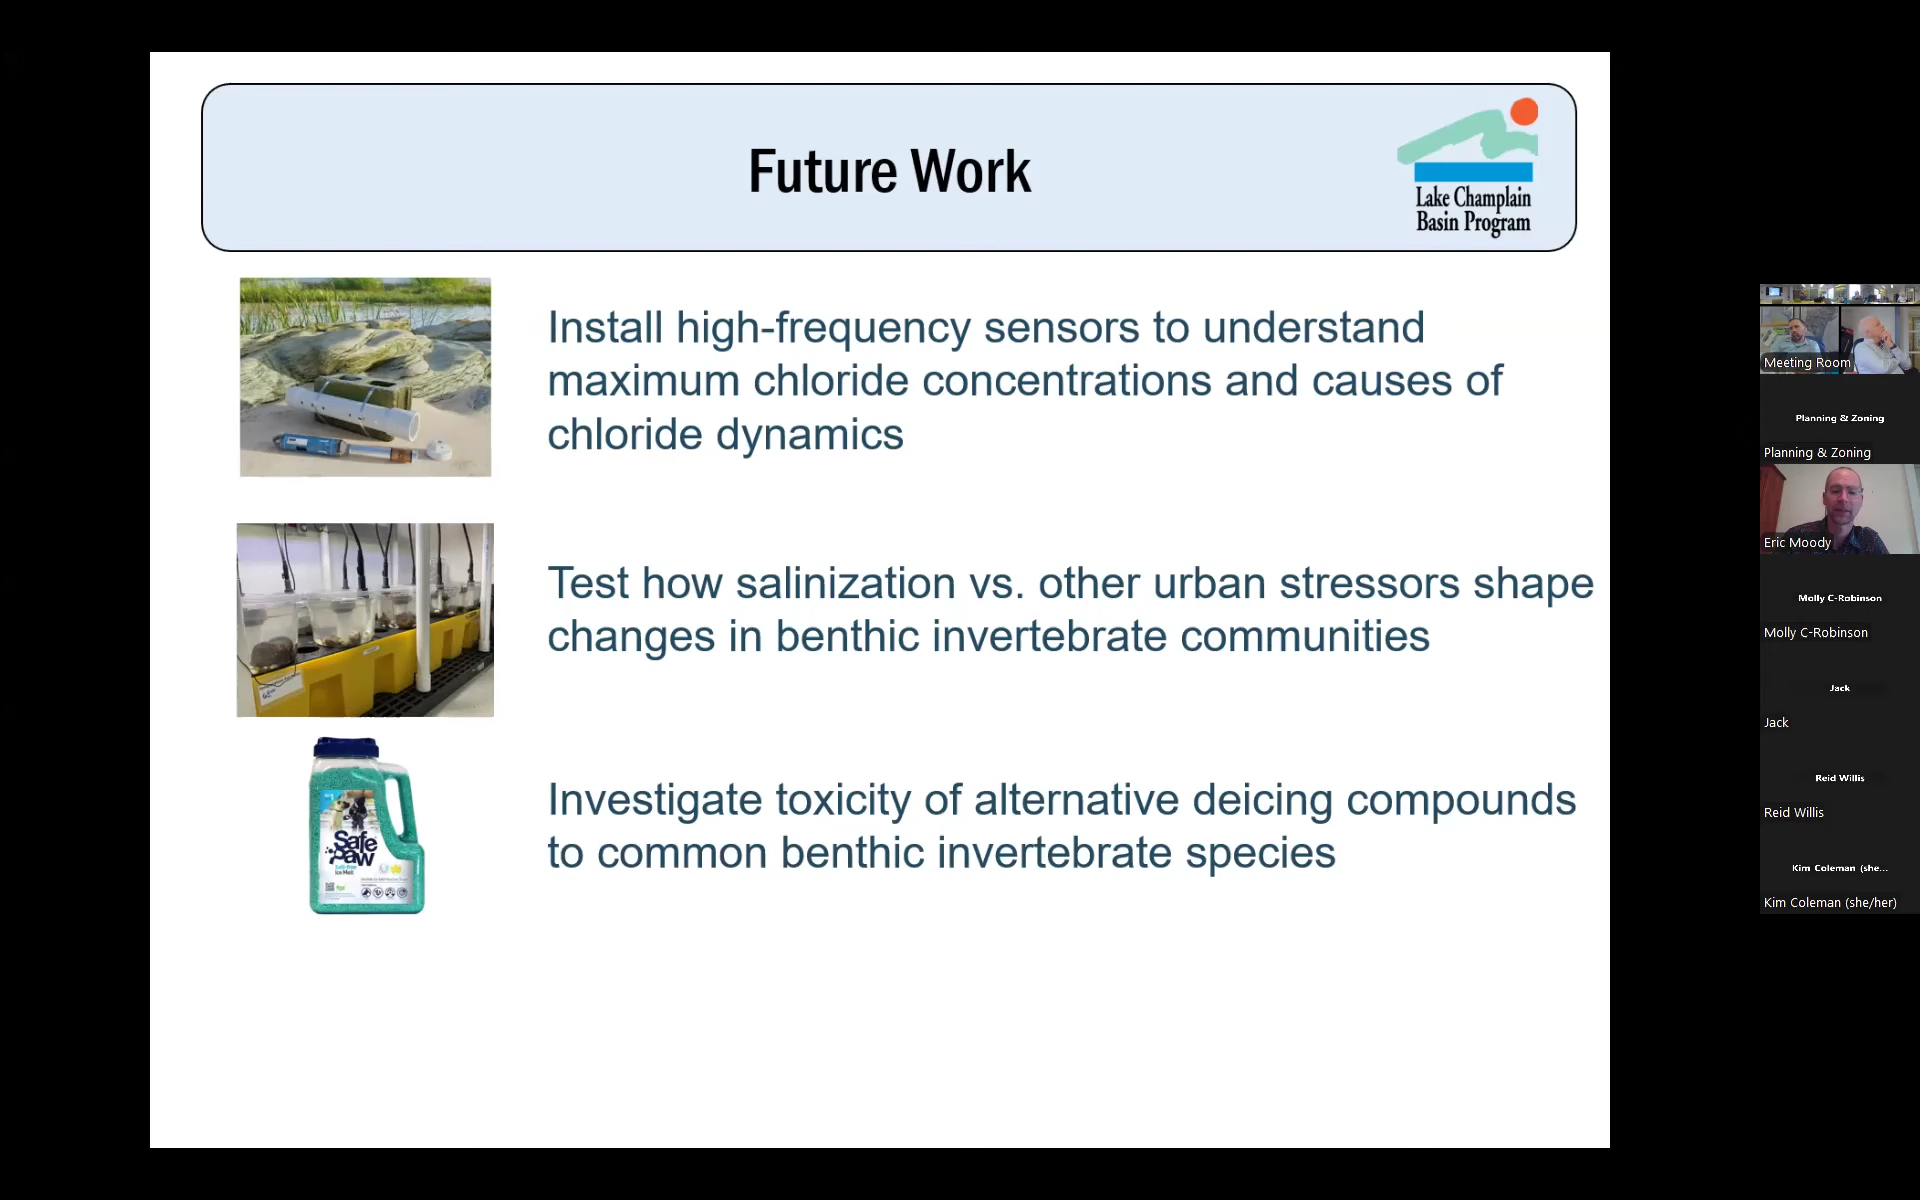 Future Work
Lake Champlain
Basin Program
Install high-frequency sensors to understand
maximum chloride concentrations and causes of
chloride dynamics
Test how salinization vs. other urban stressors shape
changes in benthic invertebrate communities
Safe
Paw
Ice Melt
Investigate toxicity of alternative deicing compounds
to common benthic invertebrate species
Meeting Room
Planning & Zoning
Planning & Zoning
Eric Moody
Molly C-Robinson
Molly C-Robinson
Jack
Jack
Reid Willis
Reid Willis
Kim Coleman (she...
Kim Coleman (she/her)